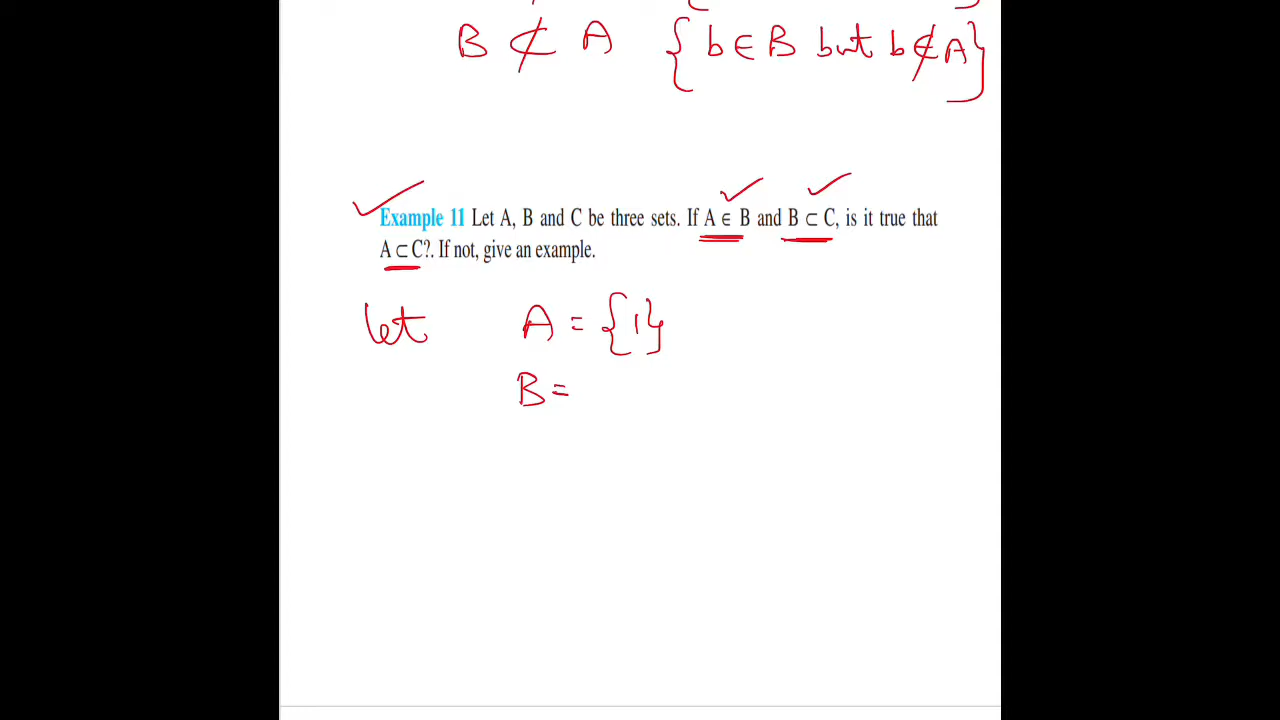 B ⊄ A {b∈B but b∉A}
Example 11 Let A, B and C be three sets. If A ∈ B and B ⊂ C, is it true that
A ⊂ C?. If not, give an example.
let A = {1}
B =